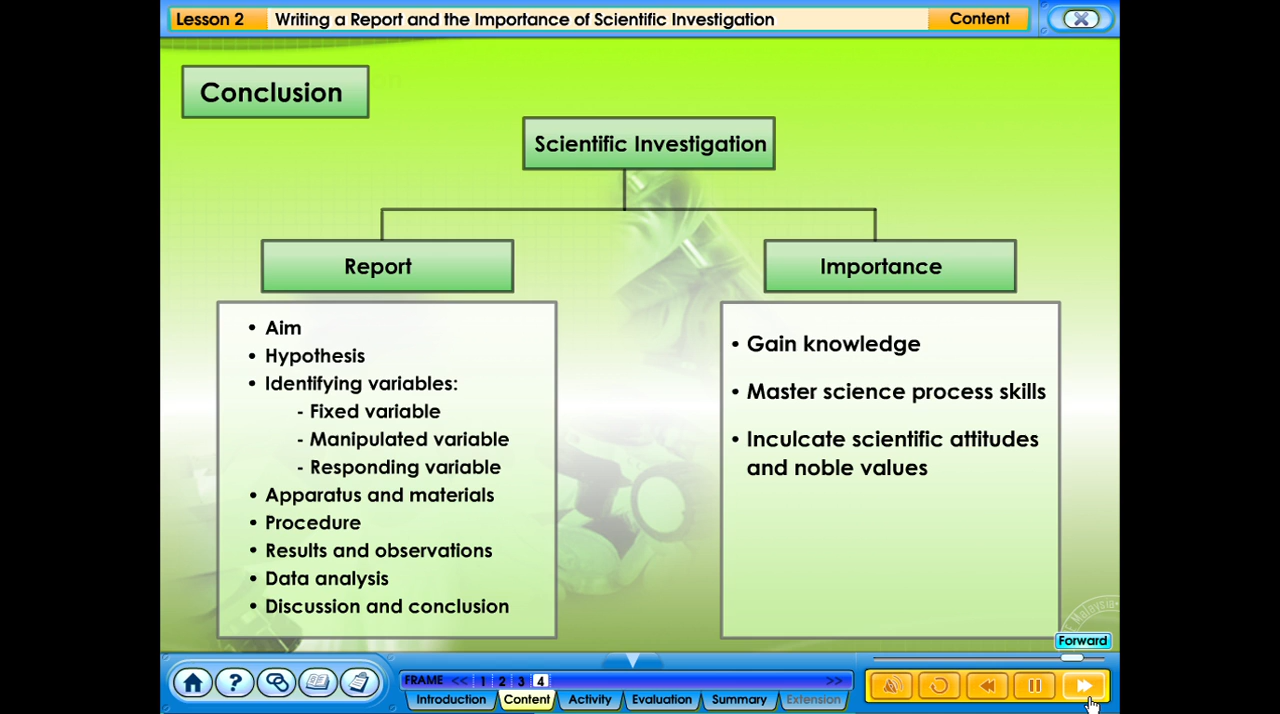 Lesson 2
Writing a Report and the Importance of Scientific Investigation
Content
Conclusion
Scientific Investigation
Report
Importance
• Aim
• Hypothesis
• Identifying variables:
- Fixed variable
- Manipulated variable
- Responding variable
• Apparatus and materials
• Procedure
• Results and observations
• Data analysis
• Discussion and conclusion
• Gain knowledge
• Master science process skills
• Inculcate scientific attitudes
and noble values
Malaysia
Forward
?
FRAME << 1 2 3 4 >>
Introduction
Content
Activity
Evaluation
Summary
Extension